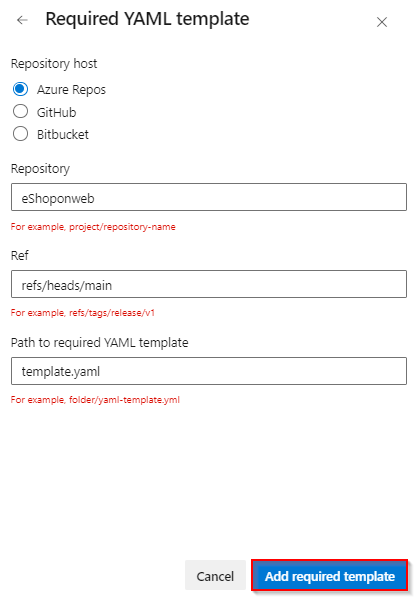 Required YAML template
Repository host
Azure Repos
GitHub
Bitbucket
Repository
eShoponweb
For example, project/repository-name
Ref
refs/heads/main
For example, refs/tags/release/v1
Path to required YAML template
template.yaml
For example, folder/yaml-template.yml
Cancel
Add required template